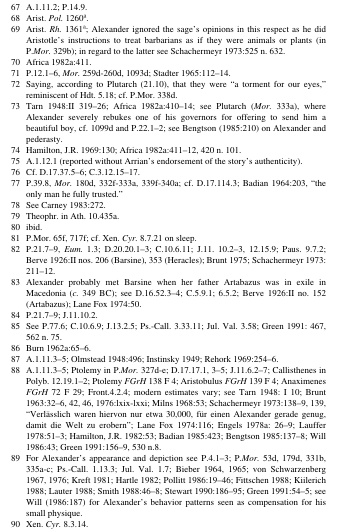 67 A.1.11.2; P.14.9.
68 Arist. Pol. 1260ª.
69 Arist. Rh. 1361ª; Alexander ignored the sage's opinions in this respect as he did
Aristotle's instructions to treat barbarians as if they were animals or plants (in
P.Mor. 329b); in regard to the latter see Schachermeyr 1973:525 n. 632.
70 Africa 1982a:411.
71 P.12.1–6, Mor. 259d-260d, 1093d; Stadter 1965:112–14.
72 Saying, according to Plutarch (21.10), that they were "a torment for our eyes,"
reminiscent of Hdt. 5.18; cf. P.Mor. 338d.
73 Tarn 1948:II 319–26; Africa 1982a:410–14; see Plutarch (Mor. 333a), where
Alexander severely rebukes one of his governors for offering to send him a
beautiful boy, cf. 1099d and P.22.1–2; see Bengtson (1985:210) on Alexander and
pederasty.
74 Hamilton, J.R. 1969:130; Africa 1982a:411–12, 420 n. 101.
75 A.1.12.1 (reported without Arrian's endorsement of the story's authenticity).
76 Cf. D.17.37.5–6; C.3.12.15–17.
77 P.39.8, Mor. 180d, 332f-333a, 339f-340a; cf. D.17.114.3; Badian 1964:203, "the
only man he fully trusted."
78 See Carney 1983:272.
79 Theophr. in Ath. 10.435a.
80 ibid.
81 P.Mor. 65f, 717f; cf. Xen. Cyr. 8.7.21 on sleep.
82 P.21.7–9, Eum. 1.3; D.20.20.1–3; C.10.6.11; J.11. 10.2–3, 12.15.9; Paus. 9.7.2;
Berve 1926:II nos. 206 (Barsine), 353 (Heracles); Brunt 1975; Schachermeyr 1973:
211–12.
83 Alexander probably met Barsine when her father Artabazus was in exile in
Macedonia (c. 349 BC); see D.16.52.3–4; C.5.9.1; 6.5.2; Berve 1926:II no. 152
(Artabazus); Lane Fox 1974:50.
84 P.21.7–9; J.11.10.2.
85 See P.77.6; C.10.6.9; J.13.2.5; Ps.-Call. 3.33.11; Jul. Val. 3.58; Green 1991: 467,
562 n. 75.
86 Burn 1962a:65–6.
87 A.1.11.3–5; Olmstead 1948:496; Instinsky 1949; Rehork 1969:254–6.
88 A.1.11.3–5; Ptolemy in P.Mor. 327d-e; D.17.17.1, 3–5; J.11.6.2–7; Callisthenes in
Polyb. 12.19.1–2; Ptolemy FGrH 138 F 4; Aristobulus FGrH 139 F 4; Anaximenes
FGrH 72 F 29; Front.4.2.4; modern estimates vary; see Tarn 1948: I 10; Brunt
1963:32–6, 42, 46, 1976:lxix-lxxi; Milns 1968:53; Schachermeyr 1973:138–9, 139,
"Verlässlich waren hiervon nur etwa 30,000, für einen Alexander gerade genug,
damit die Welt zu erobern"; Lane Fox 1974:116; Engels 1978a: 26–9; Lauffer
1978:51–3; Hamilton, J.R. 1982:53; Badian 1985:423; Bengtson 1985:137–8; Will
1986:43; Green 1991:156–9, 530 n.8.
89 For Alexander's appearance and depiction see P.4.1–3; P.Mor. 53d, 179d, 331b,
335a-c; Ps.-Call. 1.13.3; Jul. Val. 1.7; Bieber 1964, 1965; von Schwarzenberg
1967, 1976; Kreft 1981; Hartle 1982; Pollitt 1986:19–46; Fittschen 1988; Kiilerich
1988; Lauter 1988; Smith 1988:46–8; Stewart 1990:186–95; Green 1991:54–5; see
Will (1986:187) for Alexander's behavior patterns seen as compensation for his
small physique.
90 Xen. Cyr. 8.3.14.